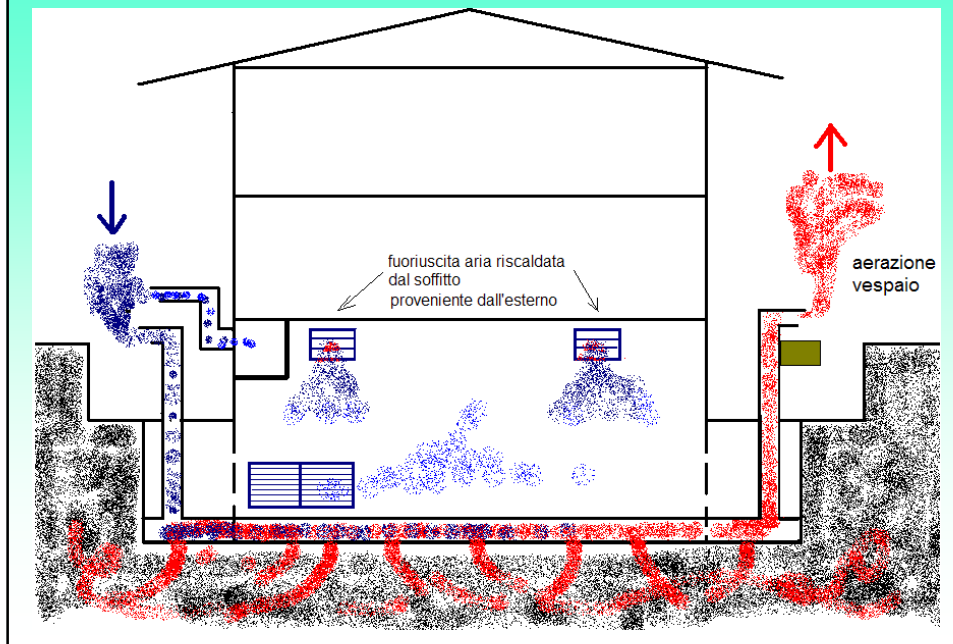 fuoriuscita aria riscaldata
dal soffitto
proveniente dall'esterno
aerazione
vespaio